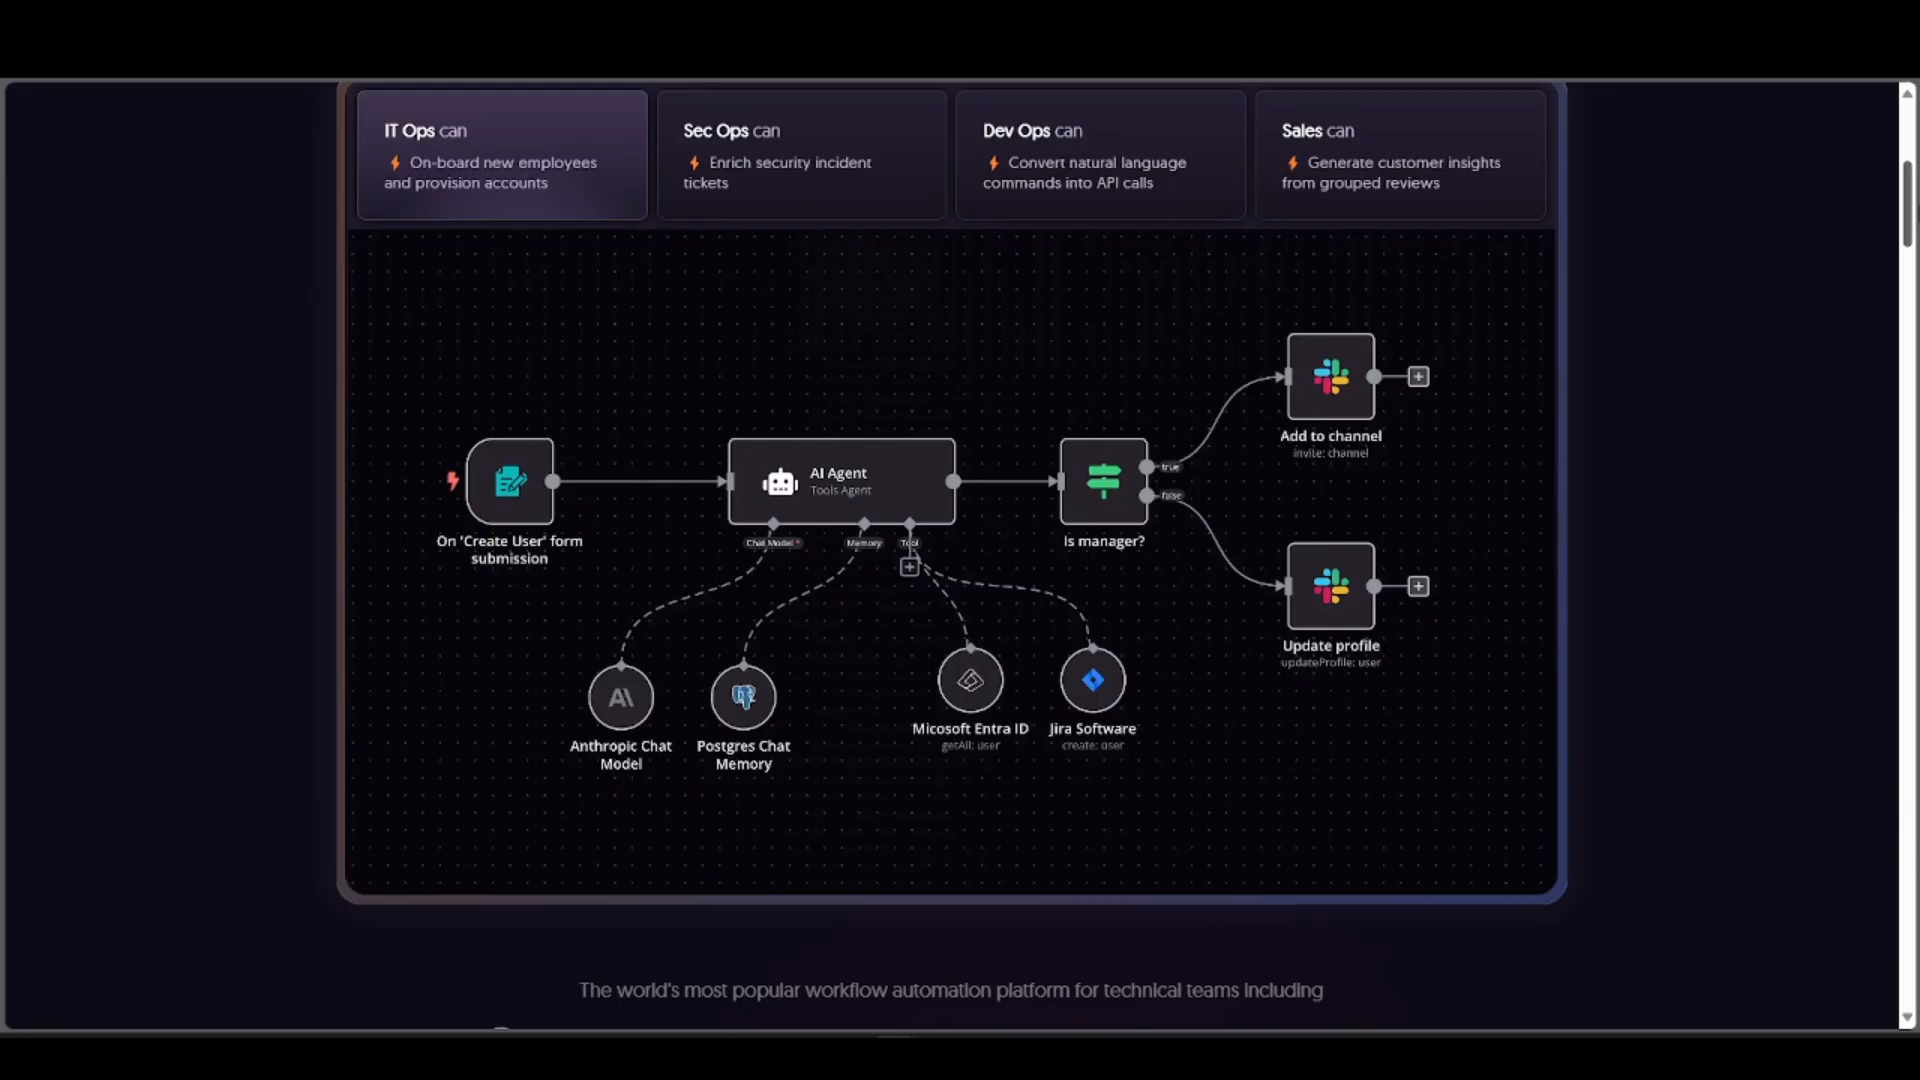 IT Ops can
On-board new employees
and provision accounts
Sec Ops can
Enrich security incident
tickets
Dev Ops can
Convert natural language
commands into API calls
Sales can
Generate customer insights
from grouped reviews
Add to channel
invite: channel
AI Agent
Tools Agent
true
false
On 'Create User' form
submission
Chat Model *
Memory
Tool
Is manager?
Update profile
updateProfile: user
Anthropic Chat
Model
Postgres Chat
Memory
Micosoft Entra ID
getAll: user
Jira Software
create: user
The world's most popular workflow automation platform for technical teams including